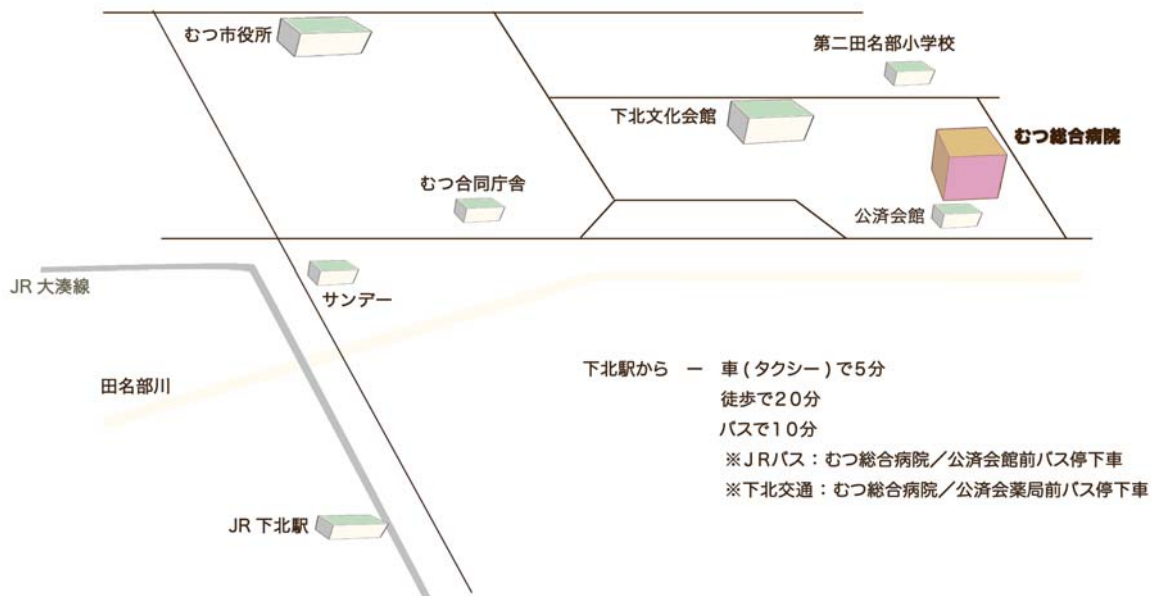 むつ市役所
第二田名部小学校
下北文化会館
むつ総合病院
むつ合同庁舎
公済会館
JR 大湊線
サンデー
田名部川
下北駅から ー 車 ( タクシー ) で５分
徒歩で２０分
バスで１０分
※ＪＲバス：むつ総合病院／公済会館前バス停下車
※下北交通：むつ総合病院／公済会薬局前バス停下車
JR 下北駅